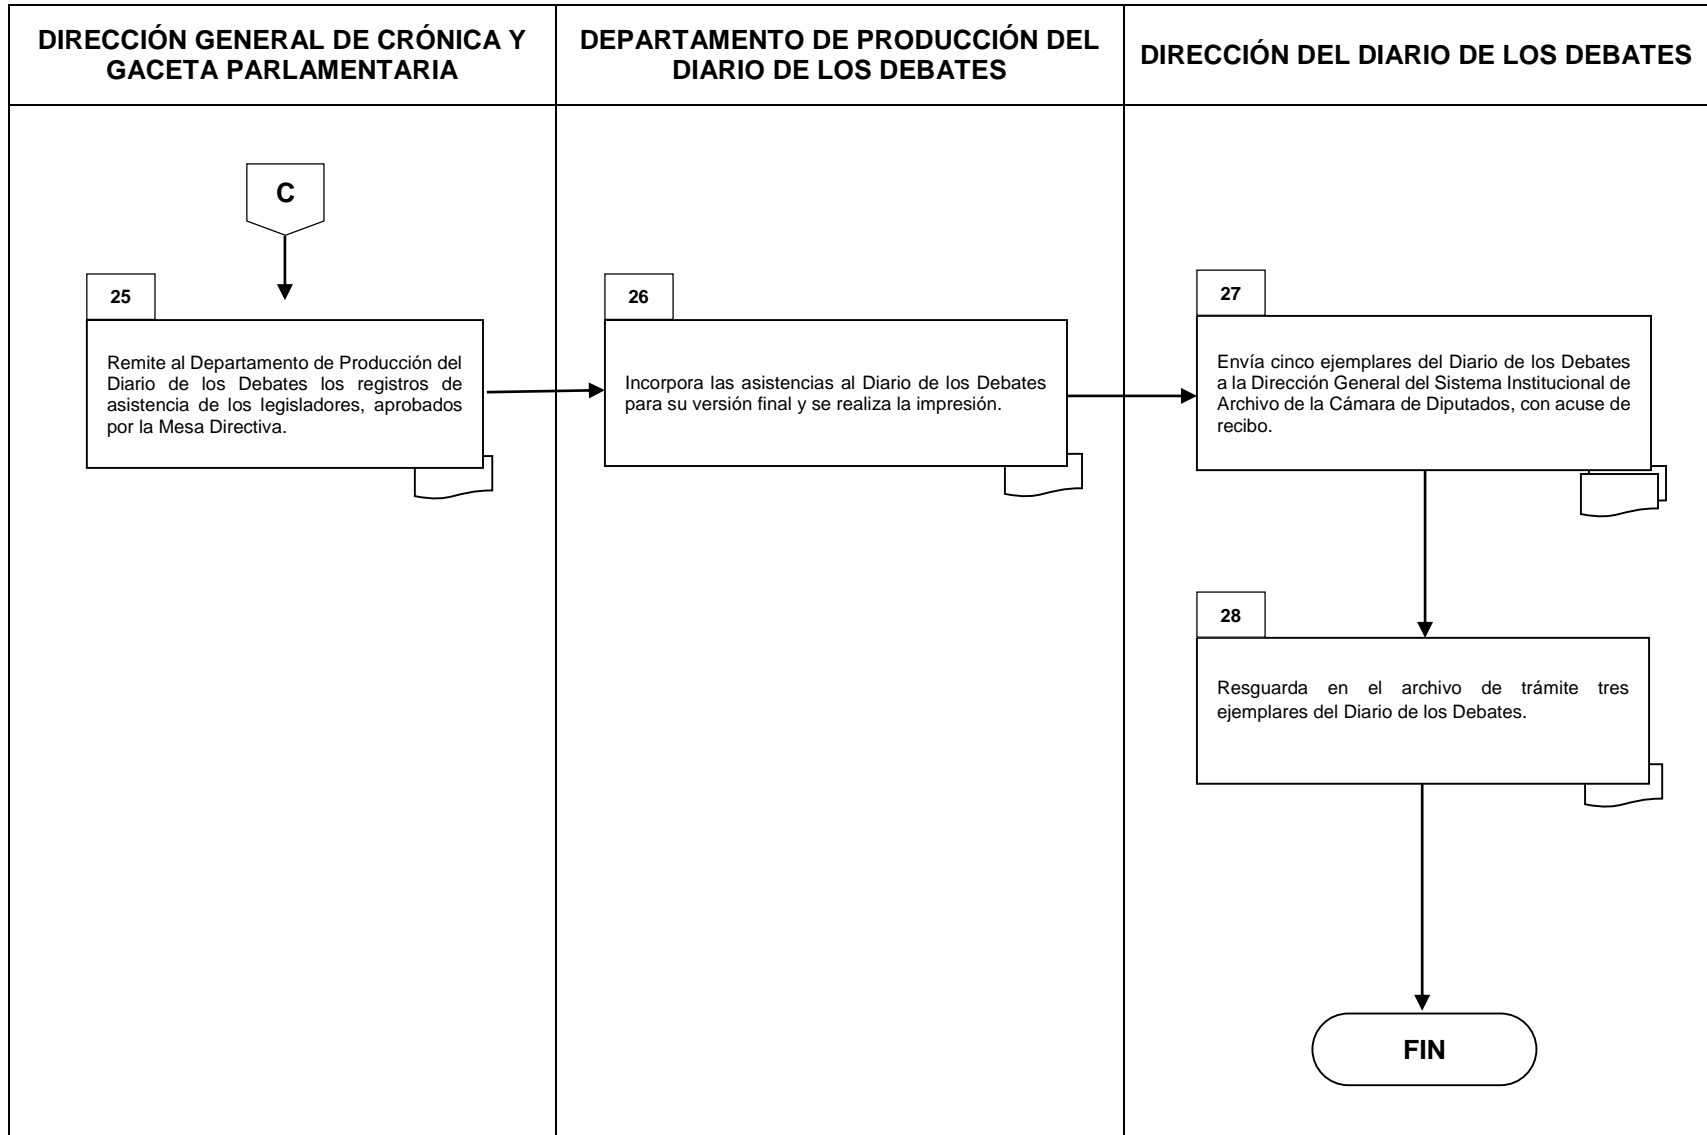 DIRECCIÓN GENERAL DE CRÓNICA Y
GACETA PARLAMENTARIA
DEPARTAMENTO DE PRODUCCIÓN DEL
DIARIO DE LOS DEBATES
DIRECCIÓN DEL DIARIO DE LOS DEBATES
C
25
Remite al Departamento de Producción del
Diario de los Debates los registros de
asistencia de los legisladores, aprobados
por la Mesa Directiva.
26
Incorpora las asistencias al Diario de los Debates
para su versión final y se realiza la impresión.
27
Envía cinco ejemplares del Diario de los Debates
a la Dirección General del Sistema Institucional de
Archivo de la Cámara de Diputados, con acuse de
recibo.
28
Resguarda en el archivo de trámite tres
ejemplares del Diario de los Debates.
FIN